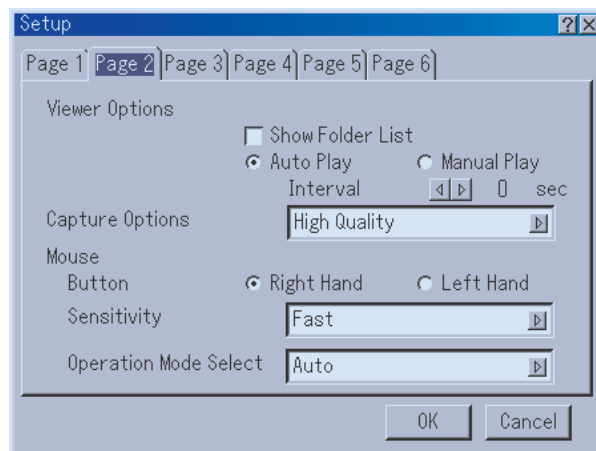 Setup
Page 1 Page 2 Page 3 Page 4 Page 5 Page 6
Viewer Options
Show Folder List
Auto Play Manual Play
Interval 0 sec
Capture Options High Quality
Mouse
Button Right Hand Left Hand
Sensitivity Fast
Operation Mode Select Auto
OK Cancel